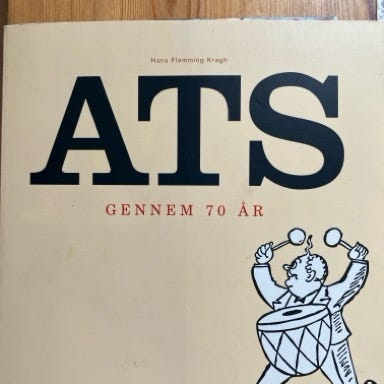 Hans Flemming Kragh
ATS
GENNEM 70 ÅR